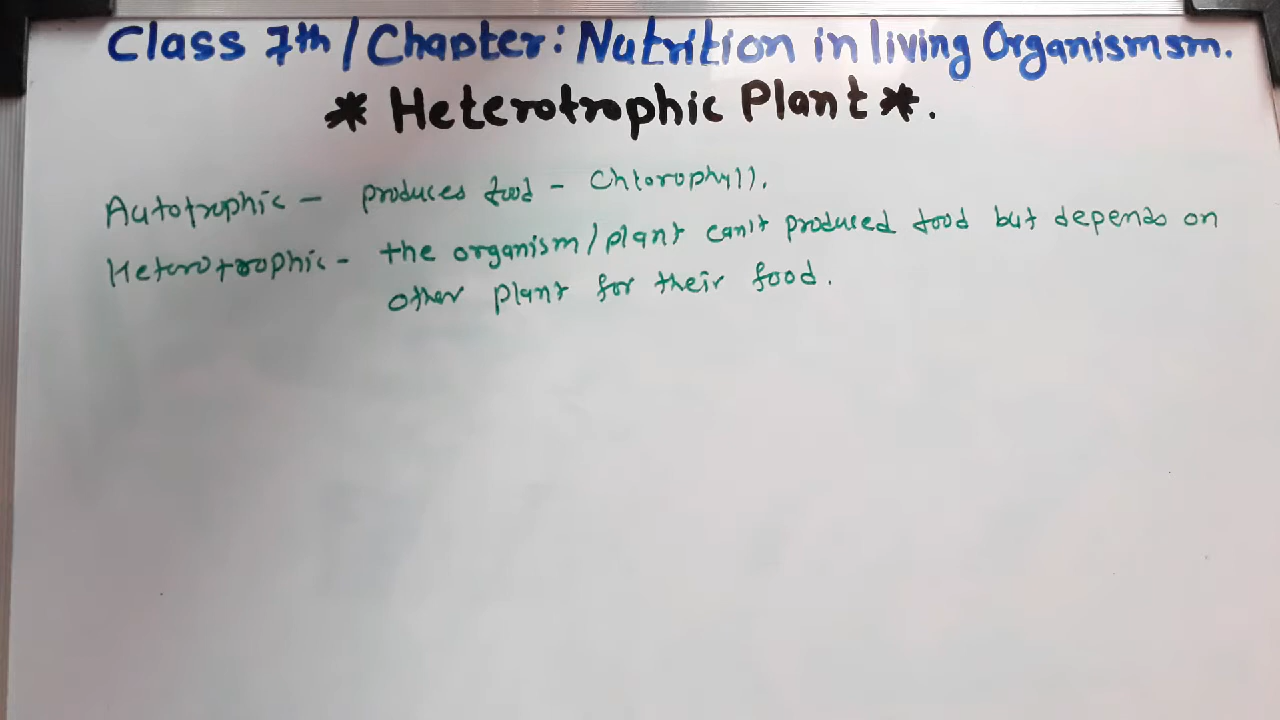 Class 7th / Chapter: Nutrition in living Organismsm.
* Heterotrophic Plant *.
Autotrophic - produces food - Chlorophyll.
Heterotrophic - the organism/plant can't produced food but depends on
other plant for their food.